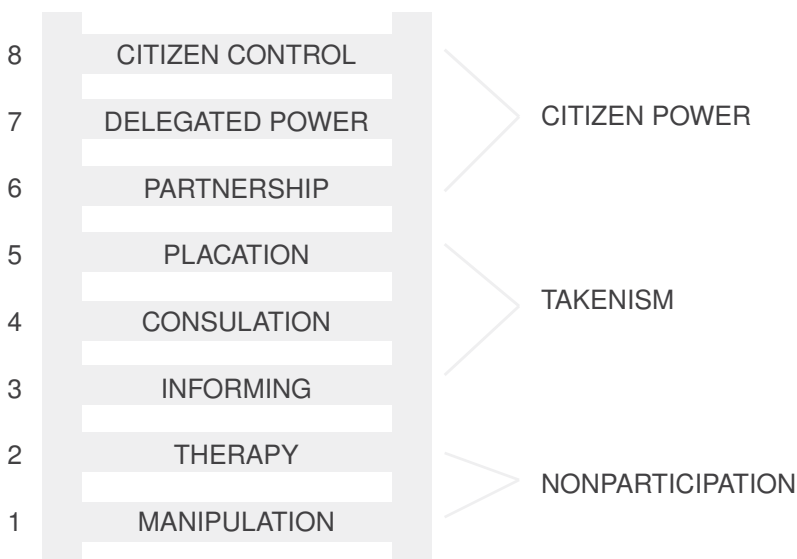 8 CITIZEN CONTROL
CITIZEN POWER
7 DELEGATED POWER
6 PARTNERSHIP
5 PLACATION
TAKENISM
4 CONSULATION
3 INFORMING
2 THERAPY
NONPARTICIPATION
1 MANIPULATION